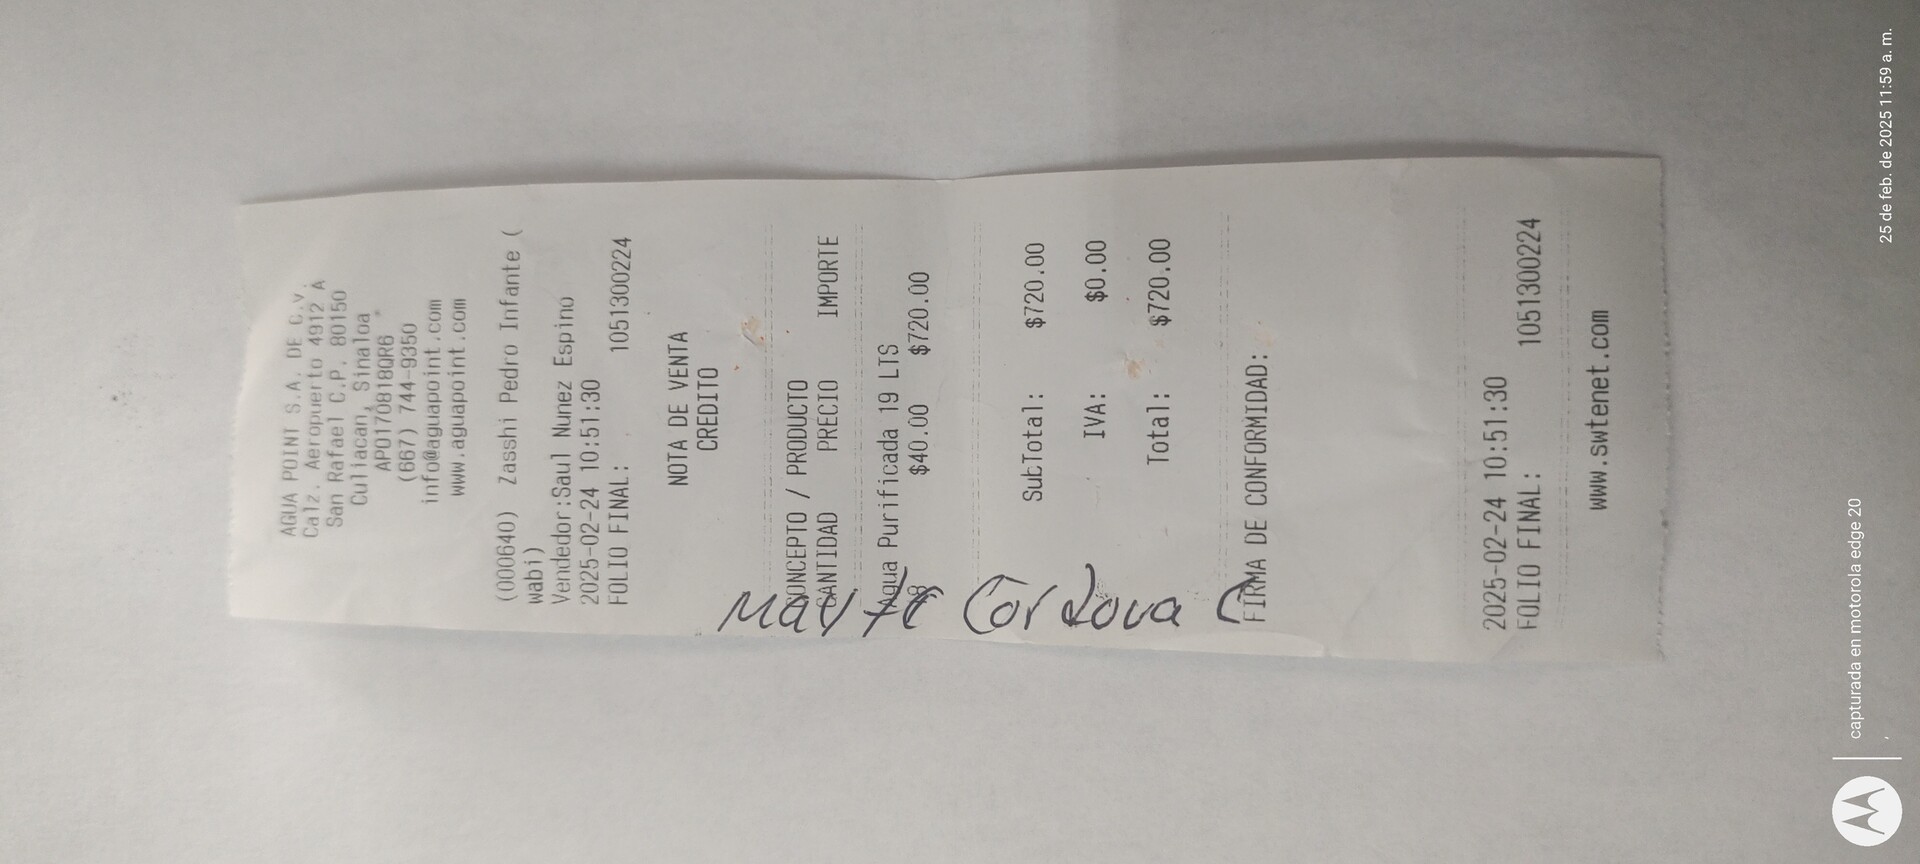 AGUA POINT S.A. DE C.V.
Calz. Aeropuerto 4912 A
San Rafael C.P. 80150
Culiacan, Sinaloa
APO170818QR6
(667) 744-9350
info@aguapoint.com
www.aguapoint.com
(000640) Zasshi Pedro Infante (
wabi)
Vendedor:Saul Nunez Espino
2025-02-24 10:51:30
FOLIO FINAL: 1051300224
NOTA DE VENTA
CREDITO
CONCEPTO / PRODUCTO
CANTIDAD PRECIO IMPORTE
Agua Purificada 19 LTS
$40.00 $720.00
Mayte Cordova C
SubTotal: $720.00
IVA: $0.00
Total: $720.00
FIRMA DE CONFORMIDAD:
2025-02-24 10:51:30
FOLIO FINAL: 1051300224
www.swtenet.com
capturada en motorola edge 20
25 de feb. de 2025 11:59 a. m.